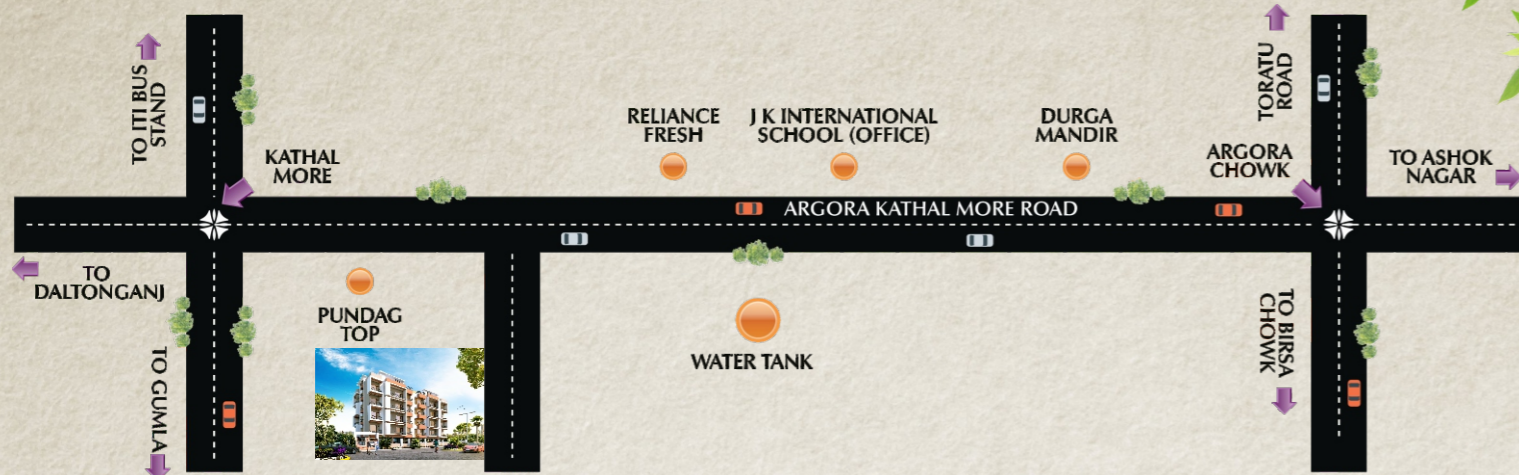 TO ITI BUS
STAND
KATHAL
MORE
RELIANCE
FRESH
J K INTERNATIONAL
SCHOOL (OFFICE)
DURGA
MANDIR
ARGORA
CHOWK
TORATU
ROAD
TO ASHOK
NAGAR
ARGORA KATHAL MORE ROAD
TO
DALTONGANJ
PUNDAG
TOP
WATER TANK
TO GUMLA
TO BIRSA
CHOWK